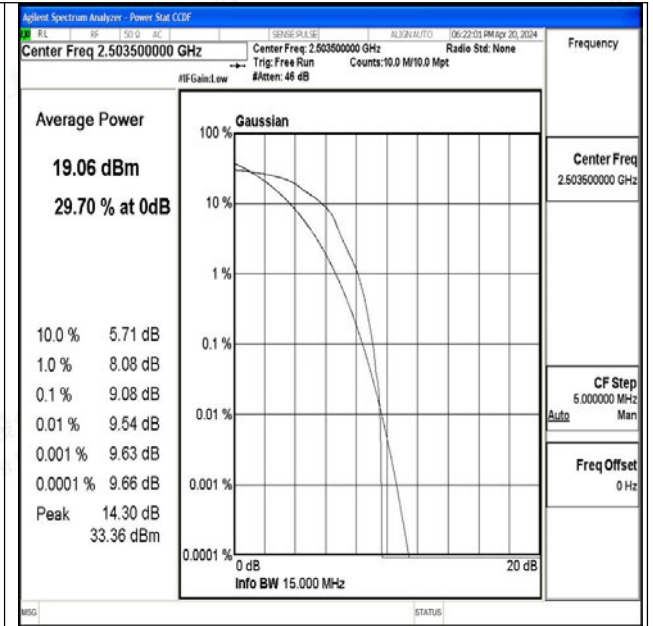 Agilent Spectrum Analyzer - Power Stat CCDF
RL RF 50 Ω AC SENSE:PULSE ALIGN AUTO 06:22:01 PM Apr 20, 2024
Center Freq 2.503500000 GHz
Center Freq: 2.503500000 GHz Radio Std: None
Trig: Free Run Counts:10.0 M/10.0 Mpt
#IFGain:Low #Atten: 46 dB
Frequency
Average Power
19.06 dBm
29.70 % at 0dB
10.0 % 5.71 dB
1.0 % 8.08 dB
0.1 % 9.08 dB
0.01 % 9.54 dB
0.001 % 9.63 dB
0.0001 % 9.66 dB
Peak 14.30 dB
33.36 dBm
Gaussian
100 %
10 %
1 %
0.1 %
0.01 %
0.001 %
0.0001 %
0 dB 20 dB
Info BW 15.000 MHz
Center Freq
2.503500000 GHz
CF Step
5.000000 MHz
Auto Man
Freq Offset
0 Hz
MSG STATUS